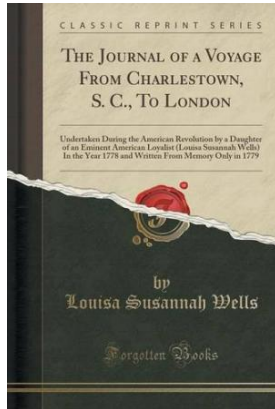 CLASSIC REPRINT SERIES
THE JOURNAL OF A VOYAGE
FROM CHARLESTOWN,
S. C., TO LONDON
Undertaken During the American Revolution by a Daughter
of an Eminent American Loyalist (Louisa Susannah Wells)
In the Year 1778 and Written From Memory Only in 1779
by
Louisa Susannah Wells
Forgotten Books